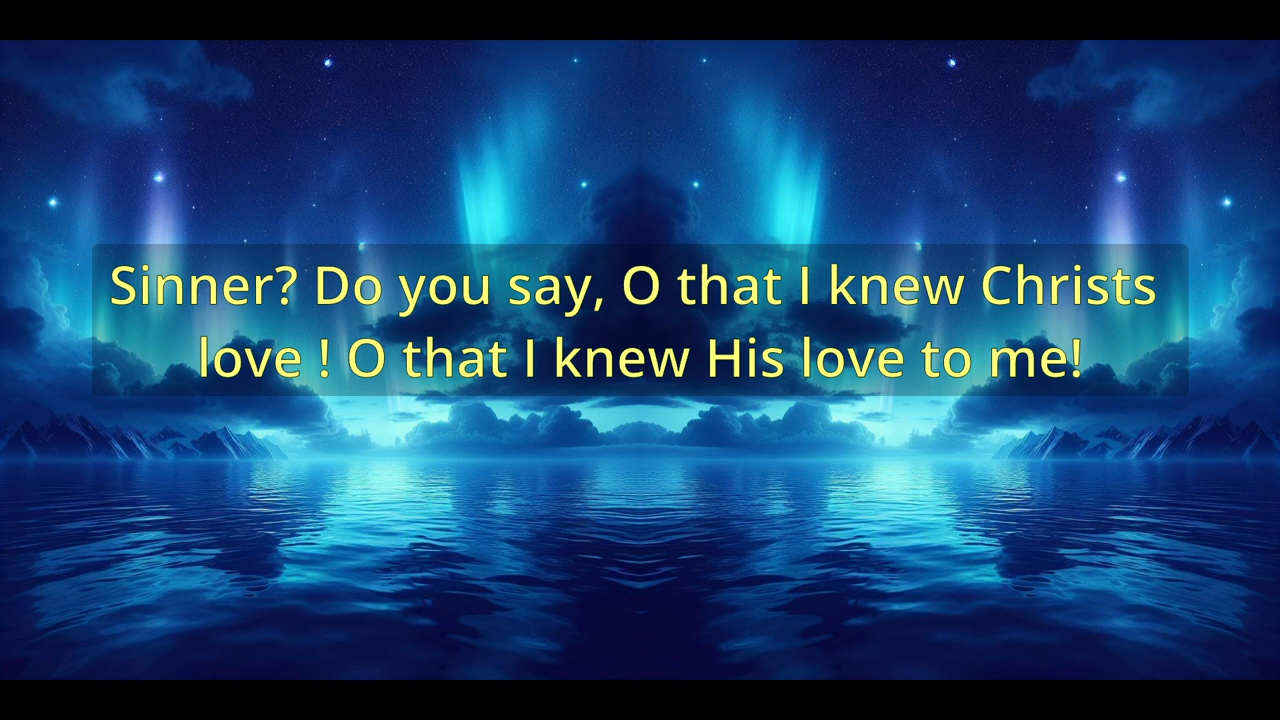 Sinner? Do you say, O that I knew Christs
love ! O that I knew His love to me!